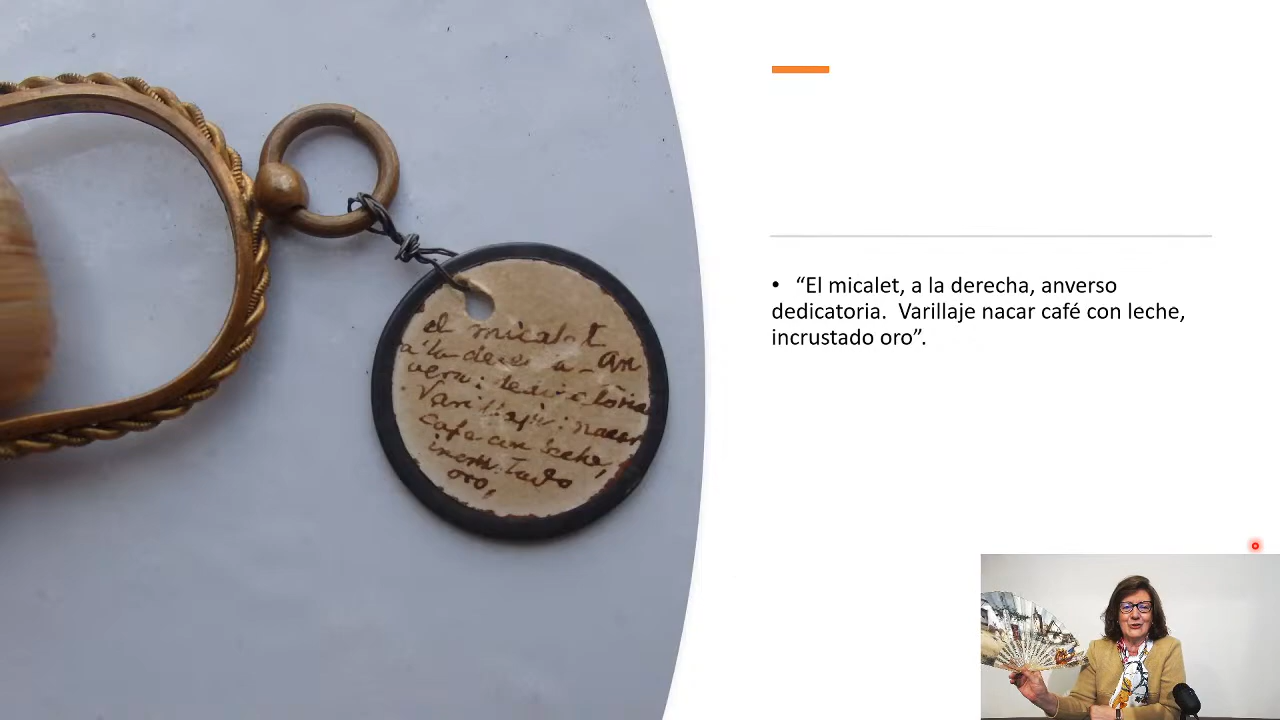 el micalet
a la derecha - an
verso: dedicatoria
Varillaje: nacar
café con leche,
incrustado
oro,
• “El micalet, a la derecha, anverso
dedicatoria. Varillaje nacar café con leche,
incrustado oro”.